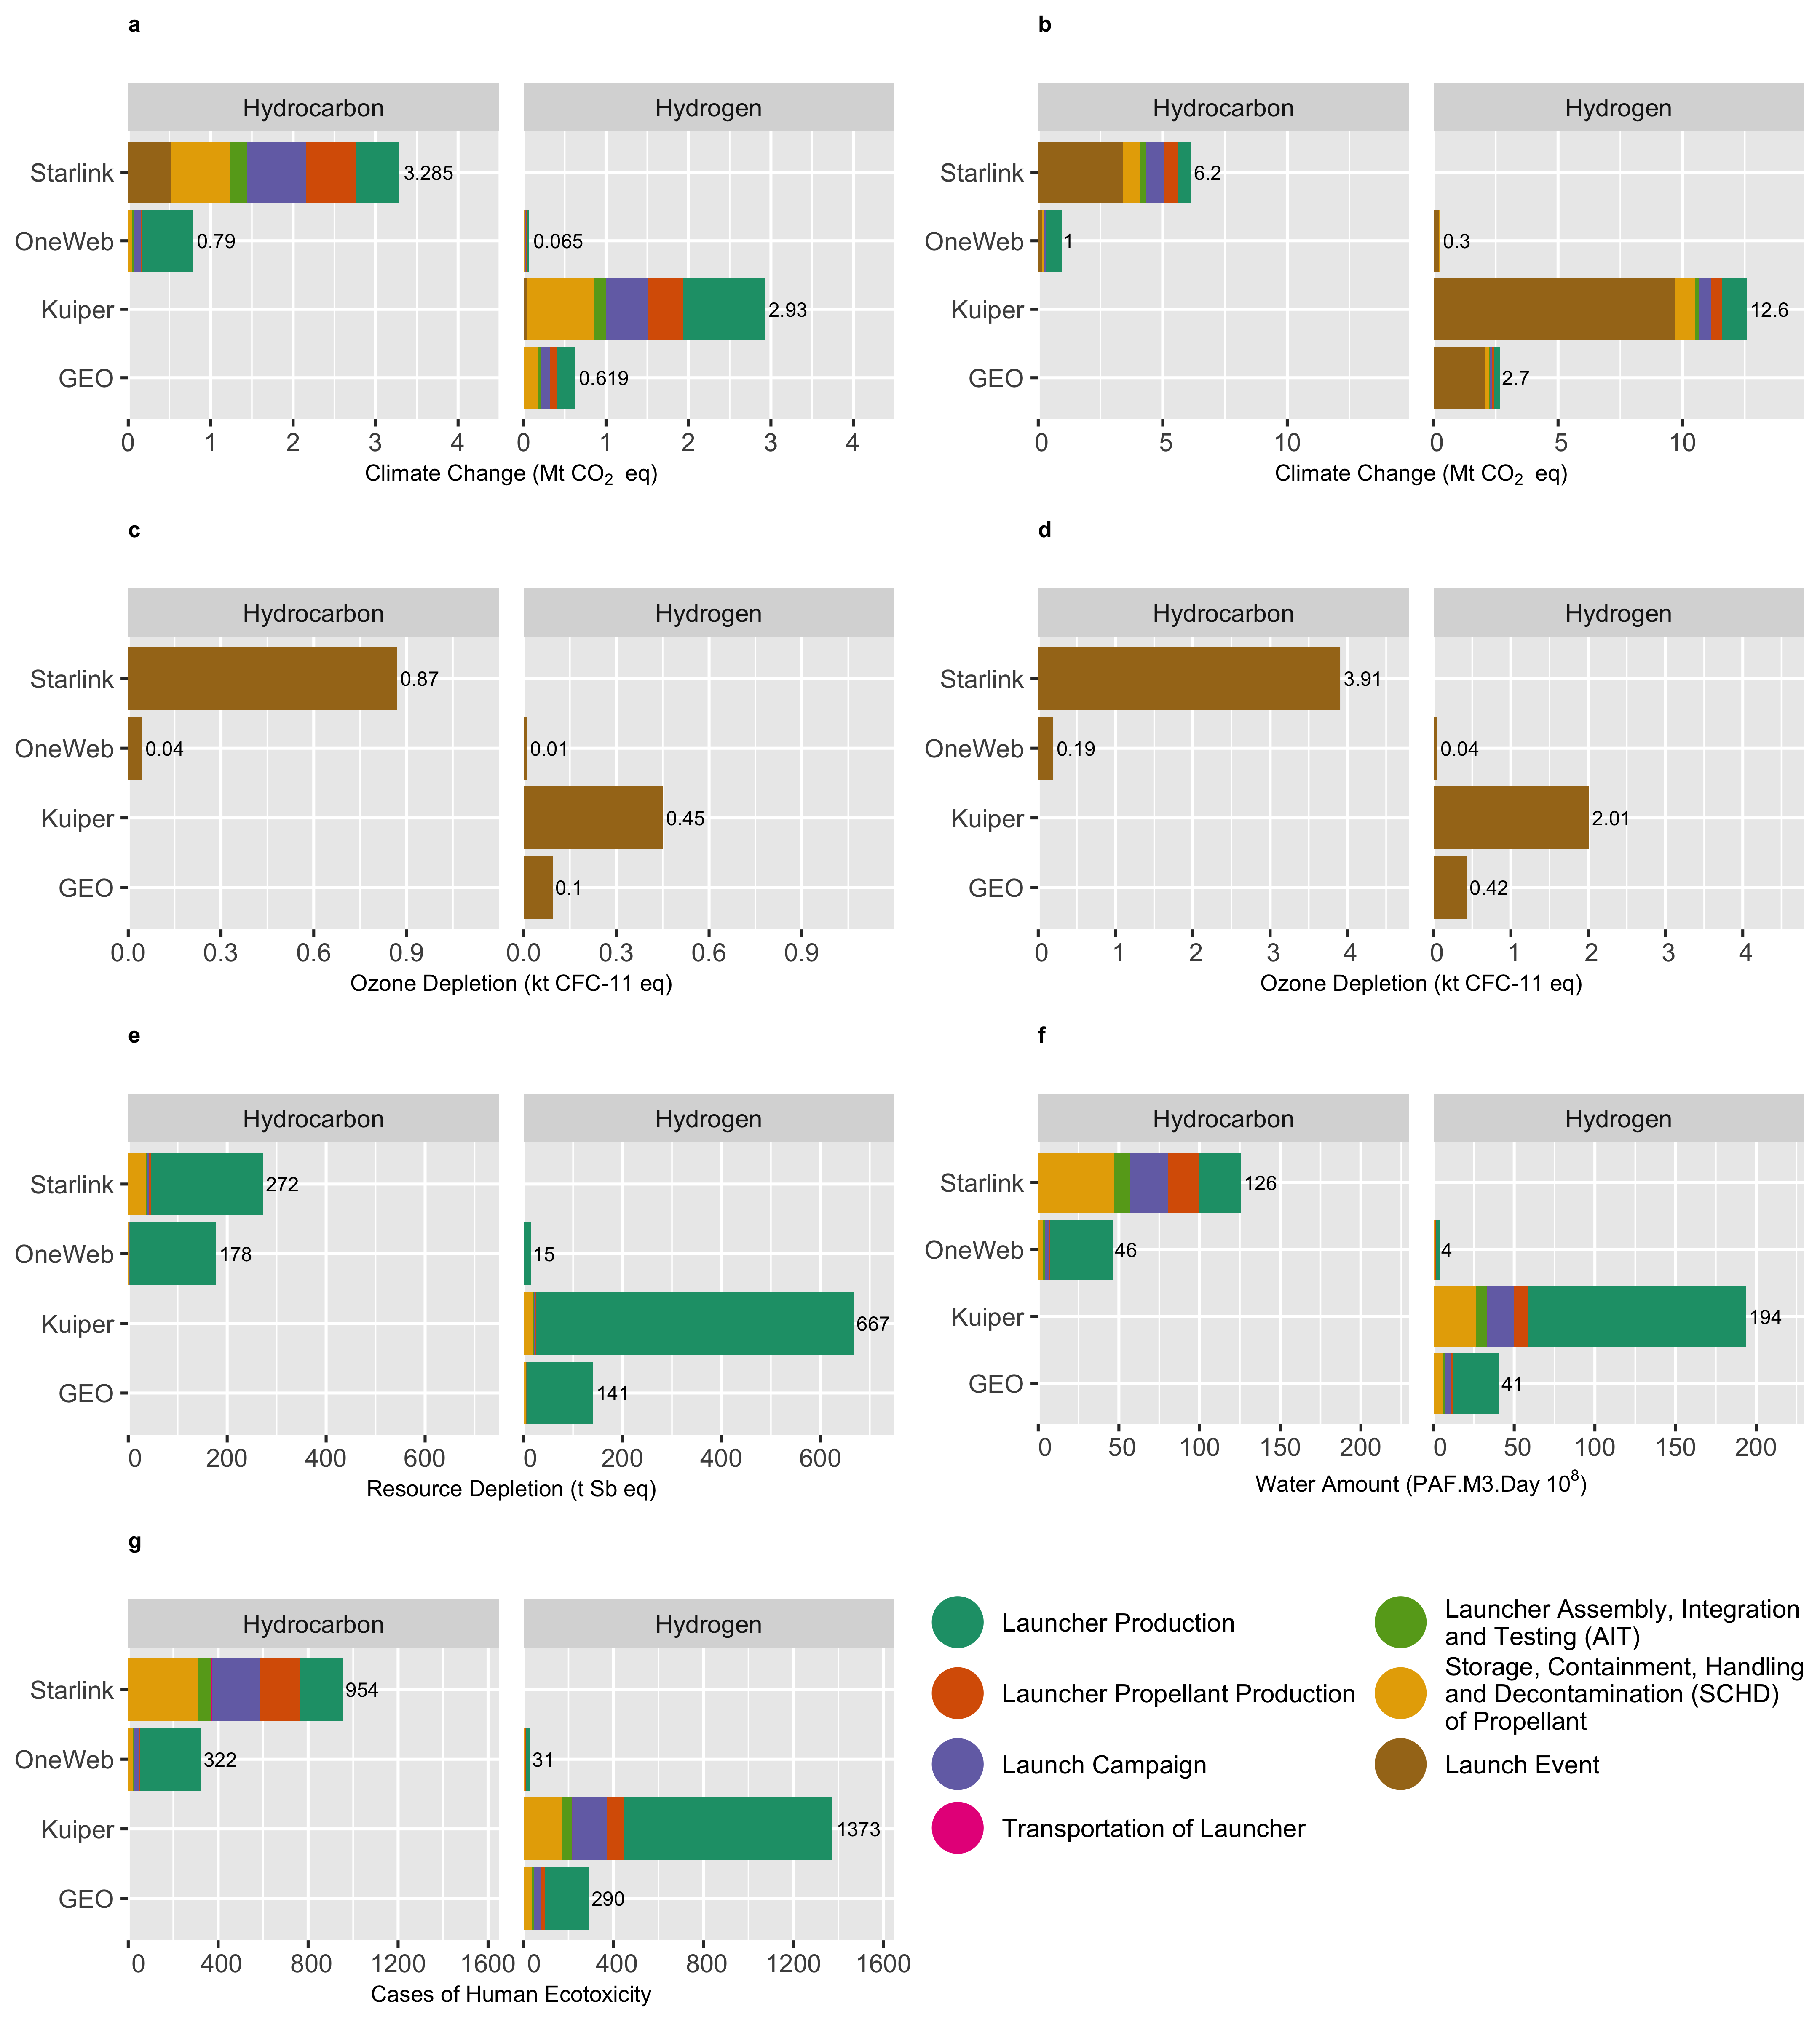 a
Hydrocarbon
Hydrogen
Starlink
3.285
OneWeb
0.79
0.065
Kuiper
2.93
GEO
0.619
0 1 2 3 4
0 1 2 3 4
Climate Change (Mt CO₂ eq)
b
Hydrocarbon
Hydrogen
Starlink
6.2
OneWeb
1
0.3
Kuiper
12.6
GEO
2.7
0 5 10
0 5 10
Climate Change (Mt CO₂ eq)
c
Hydrocarbon
Hydrogen
Starlink
0.87
OneWeb
0.04
0.01
Kuiper
0.45
GEO
0.1
0.0 0.3 0.6 0.9
0.0 0.3 0.6 0.9
Ozone Depletion (kt CFC-11 eq)
d
Hydrocarbon
Hydrogen
Starlink
3.91
OneWeb
0.19
0.04
Kuiper
2.01
GEO
0.42
0 1 2 3 4
0 1 2 3 4
Ozone Depletion (kt CFC-11 eq)
e
Hydrocarbon
Hydrogen
Starlink
272
OneWeb
178
15
Kuiper
667
GEO
141
0 200 400 600
0 200 400 600
Resource Depletion (t Sb eq)
f
Hydrocarbon
Hydrogen
Starlink
126
OneWeb
46
4
Kuiper
194
GEO
41
0 50 100 150 200
0 50 100 150 200
Water Amount (PAF.M3.Day 10⁸)
g
Hydrocarbon
Hydrogen
Starlink
954
OneWeb
322
31
Kuiper
1373
GEO
290
0 400 800 1200 1600
0 400 800 1200 1600
Cases of Human Ecotoxicity
Launcher Production
Launcher Propellant Production
Launch Campaign
Transportation of Launcher
Launcher Assembly, Integration
and Testing (AIT)
Storage, Containment, Handling
and Decontamination (SCHD)
of Propellant
Launch Event